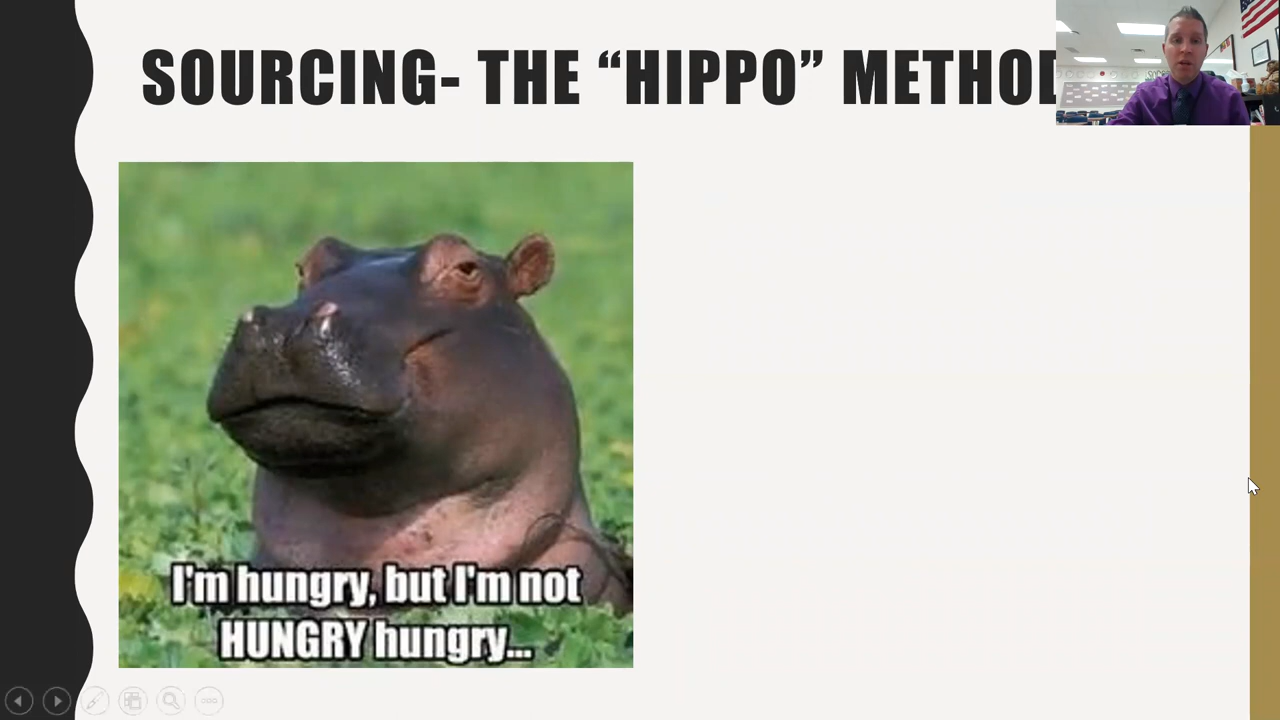 SOURCING- THE “HIPPO” METHOD
I'm hungry, but I'm not
HUNGRY hungry...